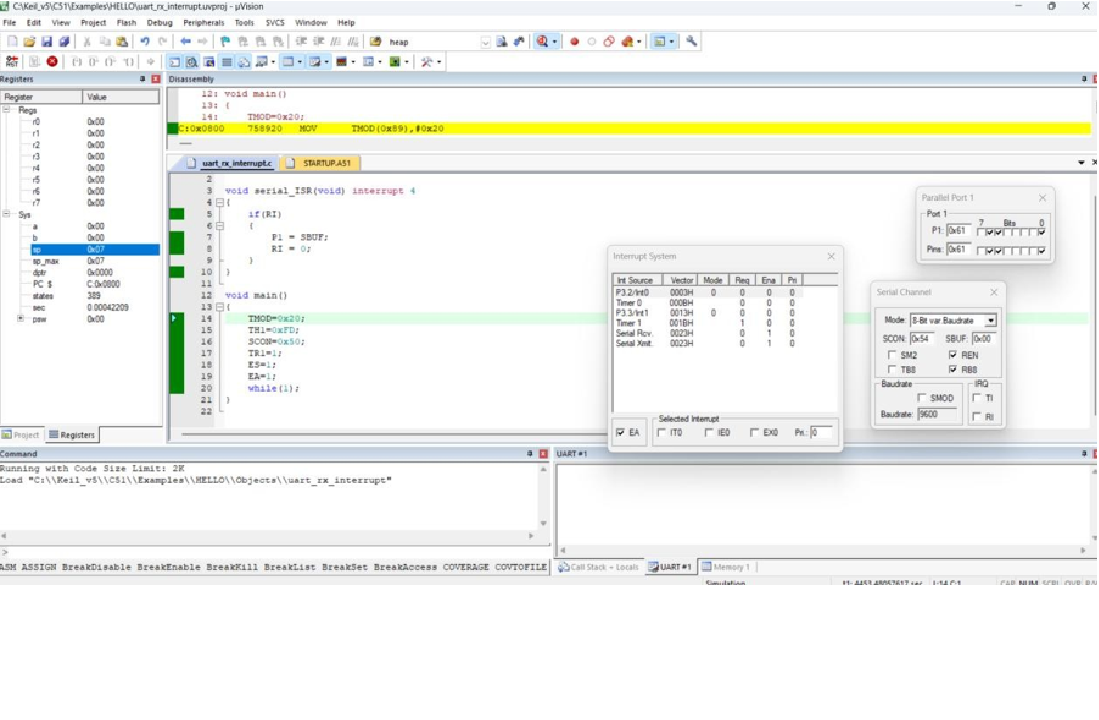 C:\Keil_v5\C51\Examples\HELLO\uart_rx_interrupt.uvproj - µVision
File Edit View Project Flash Debug Peripherals Tools SVCS Window Help
heap
Registers
Register Value
Regs
r0 0x00
r1 0x00
r2 0x00
r3 0x00
r4 0x00
r5 0x00
r6 0x00
r7 0x00
Sys
a 0x00
b 0x00
sp 0x07
sp_max 0x07
dptr 0x0000
PC $ C:0x0800
states 389
sec 0.00042209
psw 0x00
Project Registers
Disassembly
12: void main()
13: {
14: TMOD=0x20;
C:0x0800 758920 MOV TMOD(0x89),#0x20
uart_rx_interrupt.c STARTUP.A51
2
3 void serial_ISR(void) interrupt 4
4 {
5 if(RI)
6 {
7 P1 = SBUF;
8 RI = 0;
9 }
10 }
11
12 void main()
13 {
14 TMOD=0x20;
15 TH1=0xFD;
16 SCON=0x50;
17 TR1=1;
18 ES=1;
19 EA=1;
20 while(1);
21 }
22
Interrupt System
Int Source Vector Mode Req Ena Pri
P3.2/Int0 0003H 0 0 0 0
Timer 0 000BH 0 0 0
P3.3/Int1 0013H 0 0 0 0
Timer 1 001BH 1 0 0
Serial Rcv. 0023H 0 1 0
Serial Xmit. 0023H 0 1 0
Selected Interrupt
EA IT0 IE0 EX0 Pri.: 0
Parallel Port 1
Port 1
7 Bits 0
P1: 0x61
Pins: 0x61
Serial Channel
Mode: 8-Bit var.Baudrate
SCON: 0x54 SBUF: 0x00
SM2 REN
TB8 RB8
Baudrate IRQ
SMOD TI
Baudrate: 9600 RI
Command
Running with Code Size Limit: 2K
Load "C:\\Keil_v5\\C51\\Examples\\HELLO\\Objects\\uart_rx_interrupt"
>
ASM ASSIGN BreakDisable BreakEnable BreakKill BreakList BreakSet BreakAccess COVERAGE COVTOFILE
UART #1
Call Stack + Locals UART #1 Memory 1
Simulation